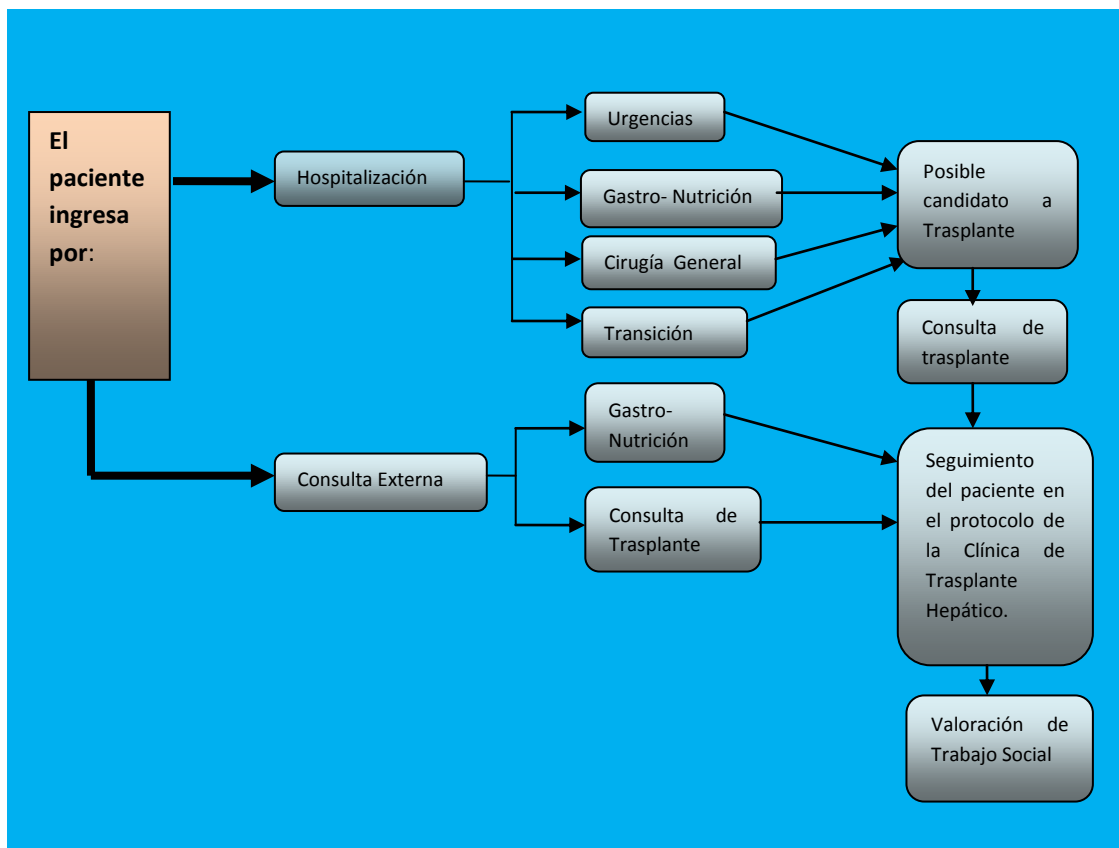 El
paciente
ingresa
por:
Hospitalización
Urgencias
Gastro- Nutrición
Cirugía General
Transición
Posible
candidato a
Trasplante
Consulta de
trasplante
Consulta Externa
Gastro-
Nutrición
Consulta de
Trasplante
Seguimiento
del paciente en
el protocolo de
la Clínica de
Trasplante
Hepático.
Valoración de
Trabajo Social